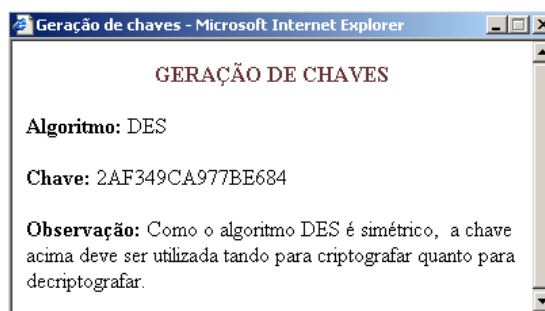 Geração de chaves - Microsoft Internet Explorer
GERAÇÃO DE CHAVES
Algoritmo: DES
Chave: 2AF349CA977BE684
Observação: Como o algoritmo DES é simétrico, a chave
acima deve ser utilizada tando para criptografar quanto para
decriptografar.